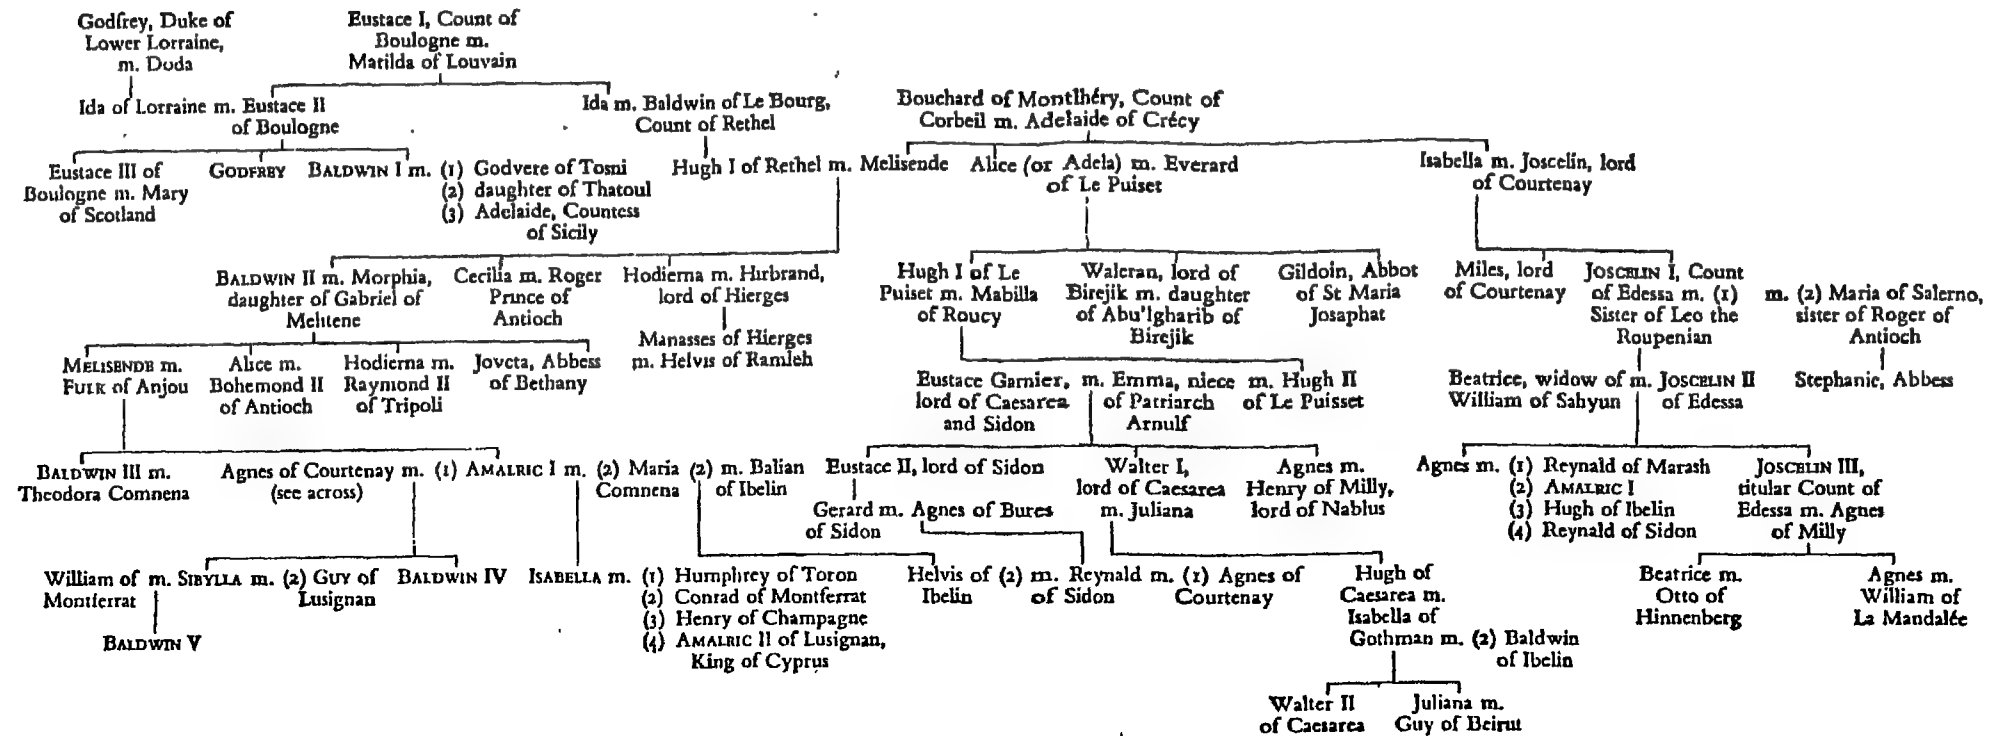 Godfrey, Duke of
Lower Lorraine,
m. Doda
Eustace I, Count of
Boulogne m.
Matilda of Louvain
Ida of Lorraine m. Eustace II
of Boulogne
Ida m. Baldwin of Le Bourg,
Count of Rethel
Bouchard of Montlhéry, Count of
Corbeil m. Adelaide of Crécy
Eustace III of
Boulogne m. Mary
of Scotland
GODFREY
BALDWIN I m. (1) Godvere of Tosni
(2) daughter of Thatoul
(3) Adelaide, Countess
of Sicily
Hugh I of Rethel m. Melisende
Alice (or Adela) m. Everard
of Le Puiset
Isabella m. Joscelin, lord
of Courtenay
BALDWIN II m. Morphia,
daughter of Gabriel of
Melitene
Cecilia m. Roger
Prince of
Antioch
Hodierna m. Hirbrand,
lord of Hierges
Manasses of Hierges
m. Helvis of Ramleh
Hugh I of Le
Puiset m. Mabilla
of Roucy
Waleran, lord of
Birejik m. daughter
of Abu'lgharib of
Birejik
Gildoin, Abbot
of St Maria
Josaphat
Miles, lord
of Courtenay
JOSCELIN I, Count
of Edessa m. (1)
Sister of Leo the
Roupenian
m. (2) Maria of Salerno,
sister of Roger of
Antioch
MELISENDE m.
FULK of Anjou
Alice m.
Bohemond II
of Antioch
Hodierna m.
Raymond II
of Tripoli
Joveta, Abbess
of Bethany
Eustace Garnier,
lord of Caesarea
and Sidon
m. Emma, niece
of Patriarch
Arnulf
m. Hugh II
of Le Puisset
Beatrice, widow of m. JOSCELIN II
William of Sahyun of Edessa
Stephanie, Abbess
BALDWIN III m.
Theodora Comnena
Agnes of Courtenay m. (1) AMALRIC I m. (2) Maria (2) m. Balian
(see across) Comnena of Ibelin
Eustace II, lord of Sidon
Gerard m. Agnes of Bures
of Sidon
Walter I,
lord of Caesarea
m. Juliana
Agnes m.
Henry of Milly,
lord of Nablus
Agnes m. (1) Reynald of Marash
(2) AMALRIC I
(3) Hugh of Ibelin
(4) Reynald of Sidon
JOSCELIN III,
titular Count of
Edessa m. Agnes
of Milly
William of m. SIBYLLA m. (2) GUY of
Montferrat Lusignan
BALDWIN V
BALDWIN IV
ISABELLA m. (1) Humphrey of Toron
(2) Conrad of Montferrat
(3) Henry of Champagne
(4) AMALRIC II of Lusignan,
King of Cyprus
Helvis of (2) m. Reynald m. (1) Agnes of
Ibelin of Sidon Courtenay
Hugh of
Caesarea m.
Isabella of
Gothman m. (2) Baldwin
of Ibelin
Beatrice m.
Otto of
Hinnenberg
Agnes m.
William of
La Mandalée
Walter II
of Caesarea
Juliana m.
Guy of Beirut